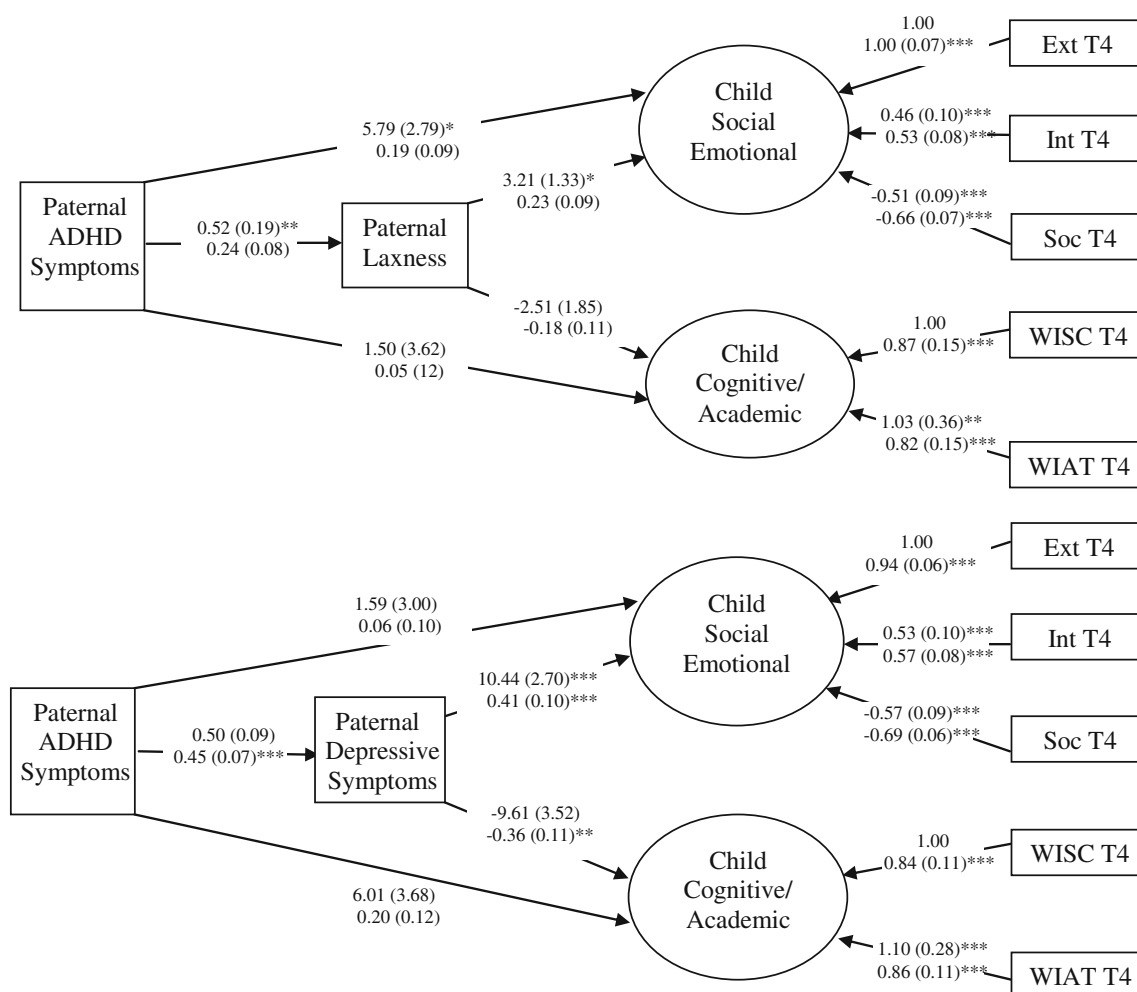 1.00
1.00 (0.07)***
Ext T4
Child
Social
Emotional
5.79 (2.79)*
0.19 (0.09)
0.46 (0.10)***
0.53 (0.08)***
Int T4
3.21 (1.33)*
0.23 (0.09)
Paternal
ADHD
Symptoms
0.52 (0.19)**
0.24 (0.08)
Paternal
Laxness
-0.51 (0.09)***
-0.66 (0.07)***
Soc T4
-2.51 (1.85)
-0.18 (0.11)
1.50 (3.62)
0.05 (12)
Child
Cognitive/
Academic
1.00
0.87 (0.15)***
WISC T4
1.03 (0.36)**
0.82 (0.15)***
WIAT T4
1.00
0.94 (0.06)***
Ext T4
Child
Social
Emotional
1.59 (3.00)
0.06 (0.10)
0.53 (0.10)***
0.57 (0.08)***
Int T4
10.44 (2.70)***
0.41 (0.10)***
Paternal
ADHD
Symptoms
0.50 (0.09)
0.45 (0.07)***
Paternal
Depressive
Symptoms
-0.57 (0.09)***
-0.69 (0.06)***
Soc T4
-9.61 (3.52)
-0.36 (0.11)**
6.01 (3.68)
0.20 (0.12)
Child
Cognitive/
Academic
1.00
0.84 (0.11)***
WISC T4
1.10 (0.28)***
0.86 (0.11)***
WIAT T4